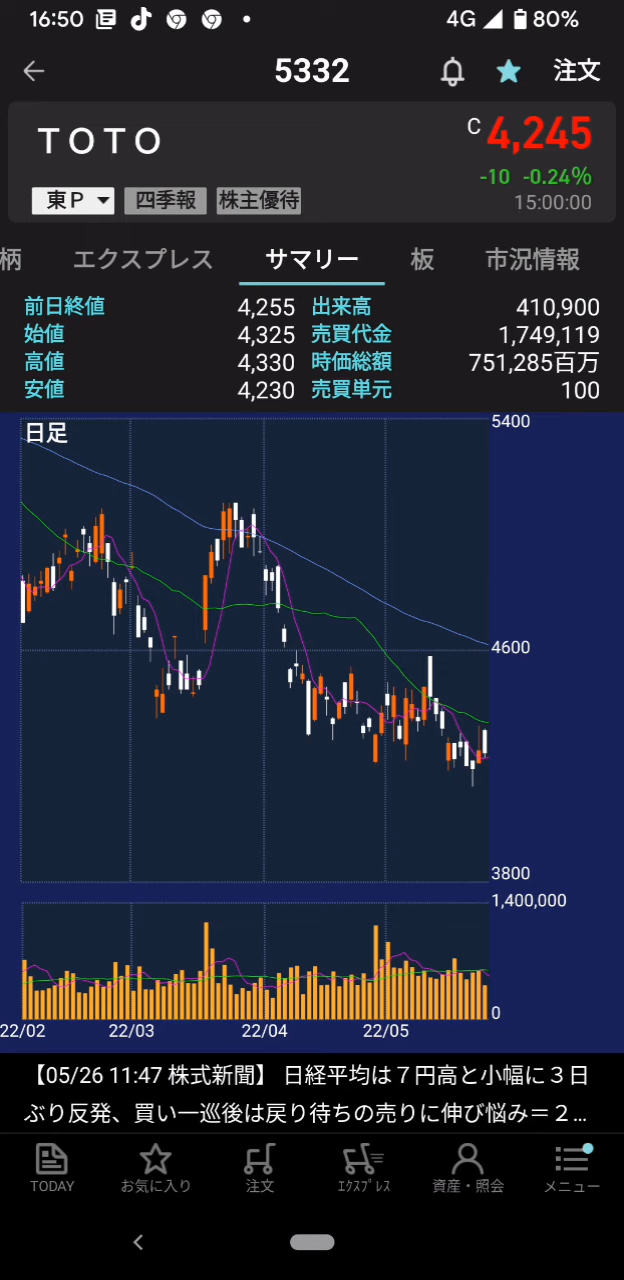 16:50 4G 80%
5332 注文
ＴＯＴＯ C 4,245
-10 -0.24%
東Ｐ 四季報 株主優待 15:00:00
柄 エクスプレス サマリー 板 市況情報
前日終値 4,255 出来高 410,900
始値 4,325 売買代金 1,749,119
高値 4,330 時価総額 751,285百万
安値 4,230 売買単元 100
日足
5400
4600
3800
1,400,000
0
22/02 22/03 22/04 22/05
【05/26 11:47 株式新聞】 日経平均は７円高と小幅に３日
ぶり反発、買い一巡後は戻り待ちの売りに伸び悩み＝２...
TODAY お気に入り 注文 ｴｸｽﾌﾟﾚｽ 資産・照会 メニュー